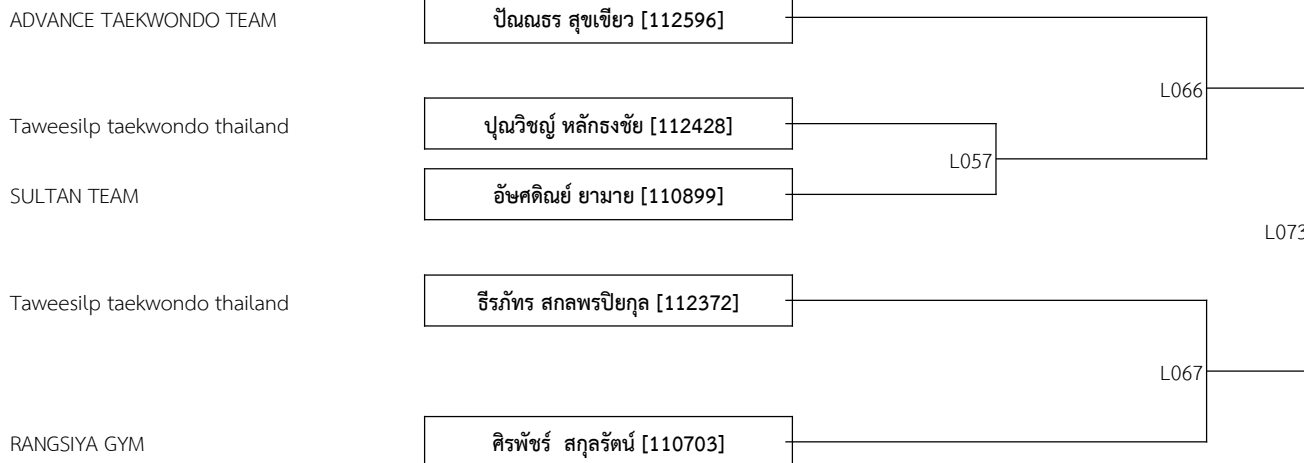 ADVANCE TAEKWONDO TEAM ปัณณธร สุขเขียว [112596]
L066
Taweesilp taekwondo thailand ปุณวิชญ์ หลักธงชัย [112428]
L057
SULTAN TEAM อัษศดิณย์ ยามาย [110899]
L073
Taweesilp taekwondo thailand ธีรภัทร สกลพรปิยกุล [112372]
L067
RANGSIYA GYM ศิรพัชร์ สกุลรัตน์ [110703]